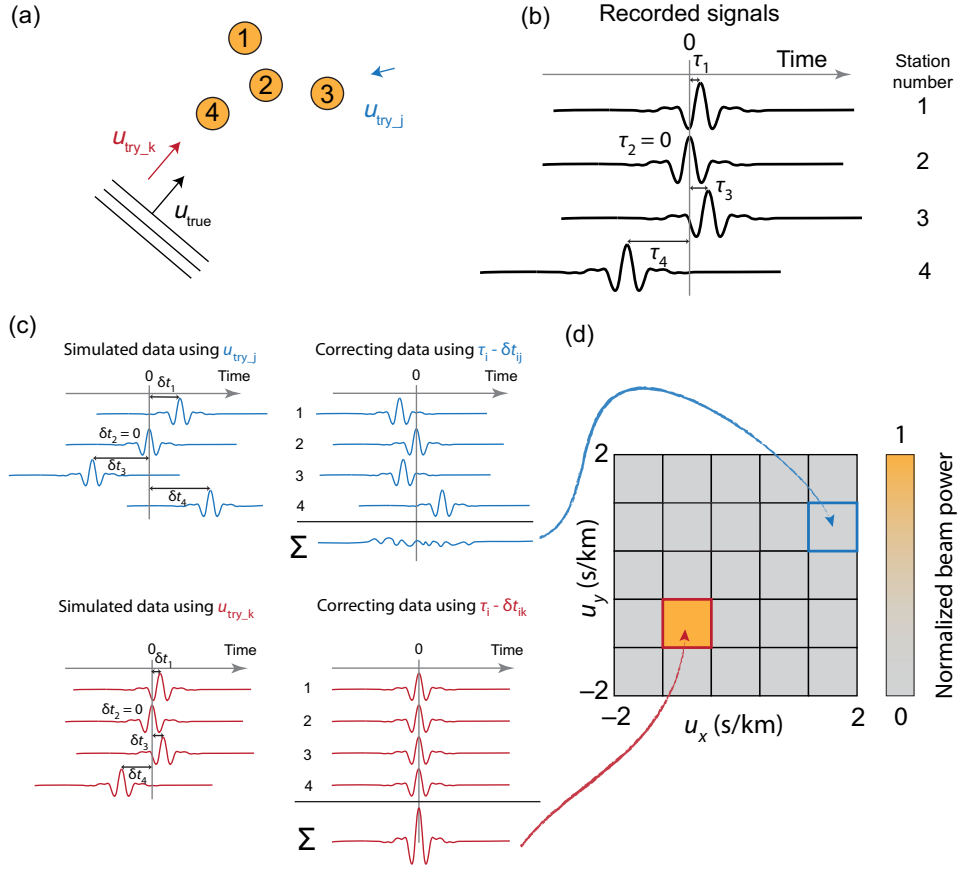 (a)
1
2
3
4
u_try_j
u_try_k
u_true
(b)
Recorded signals
0
τ₁
Time
Station
number
1
τ₂ = 0
2
τ₃
3
τ₄
4
(c)
Simulated data using u_try_j
0
Time
δt₁
δt₂ = 0
δt₃
δt₄
Correcting data using τᵢ - δtᵢⱼ
0
Time
1
2
3
4
Σ
Simulated data using u_try_k
0
Time
δt₁
δt₂ = 0
δt₃
δt₄
Correcting data using τᵢ - δtᵢₖ
0
Time
1
2
3
4
Σ
(d)
2
u_y (s/km)
−2
−2
u_x (s/km)
2
1
Normalized beam power
0